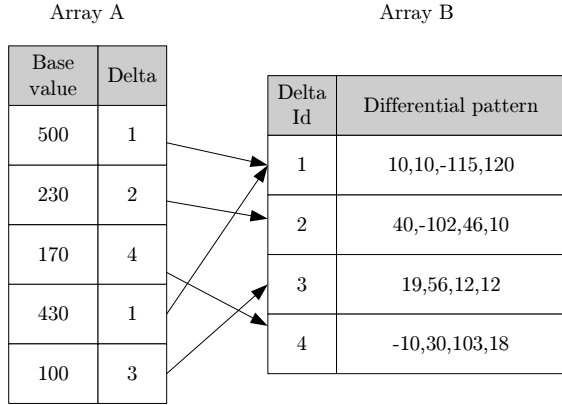 Array A
Array B
Base value
Delta
500 1
230 2
170 4
430 1
100 3
Delta Id
Differential pattern
1 10,10,-115,120
2 40,-102,46,10
3 19,56,12,12
4 -10,30,103,18